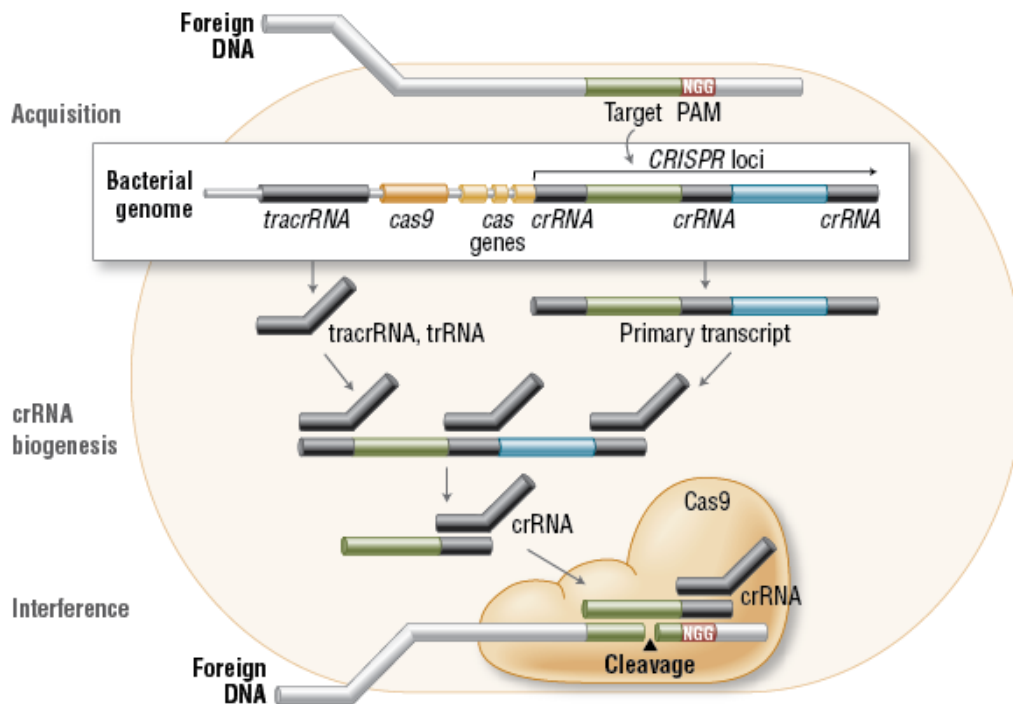 Foreign
DNA
NGG
Acquisition
Target PAM
CRISPR loci
Bacterial
genome
tracrRNA cas9 cas
genes
crRNA crRNA crRNA
tracrRNA, trRNA
Primary transcript
crRNA
biogenesis
Cas9
crRNA
crRNA
Interference
NGG
Cleavage
Foreign
DNA